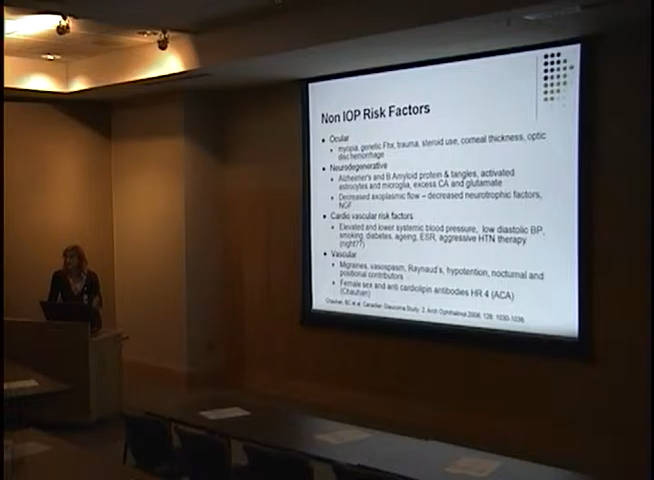 Non IOP Risk Factors
Ocular
myopia, genetic Fhx, trauma, steroid use, corneal thickness, optic
disc hemorrhage
Neurodegenerative
Alzheimer's and B Amyloid protein & tangles, activated
astrocytes and microglia, excess CA and glutamate
Decreased axoplasmic flow – decreased neurotrophic factors,
NGF
Cardio vascular risk factors
Elevated and lower systemic blood pressure, low diastolic BP,
smoking, diabetes, ageing, ESR, aggressive HTN therapy
(right??)
Vascular
Migraines, vasospasm, Raynaud's, hypotention, nocturnal and
positional contributors
Female sex and anti cardiolipin antibodies HR 4 (ACA)
(Chauhan)
Chauhan, BC et al. Canadian Glaucoma Study: 2. Arch Ophthalmol 2008; 126: 1030-1036